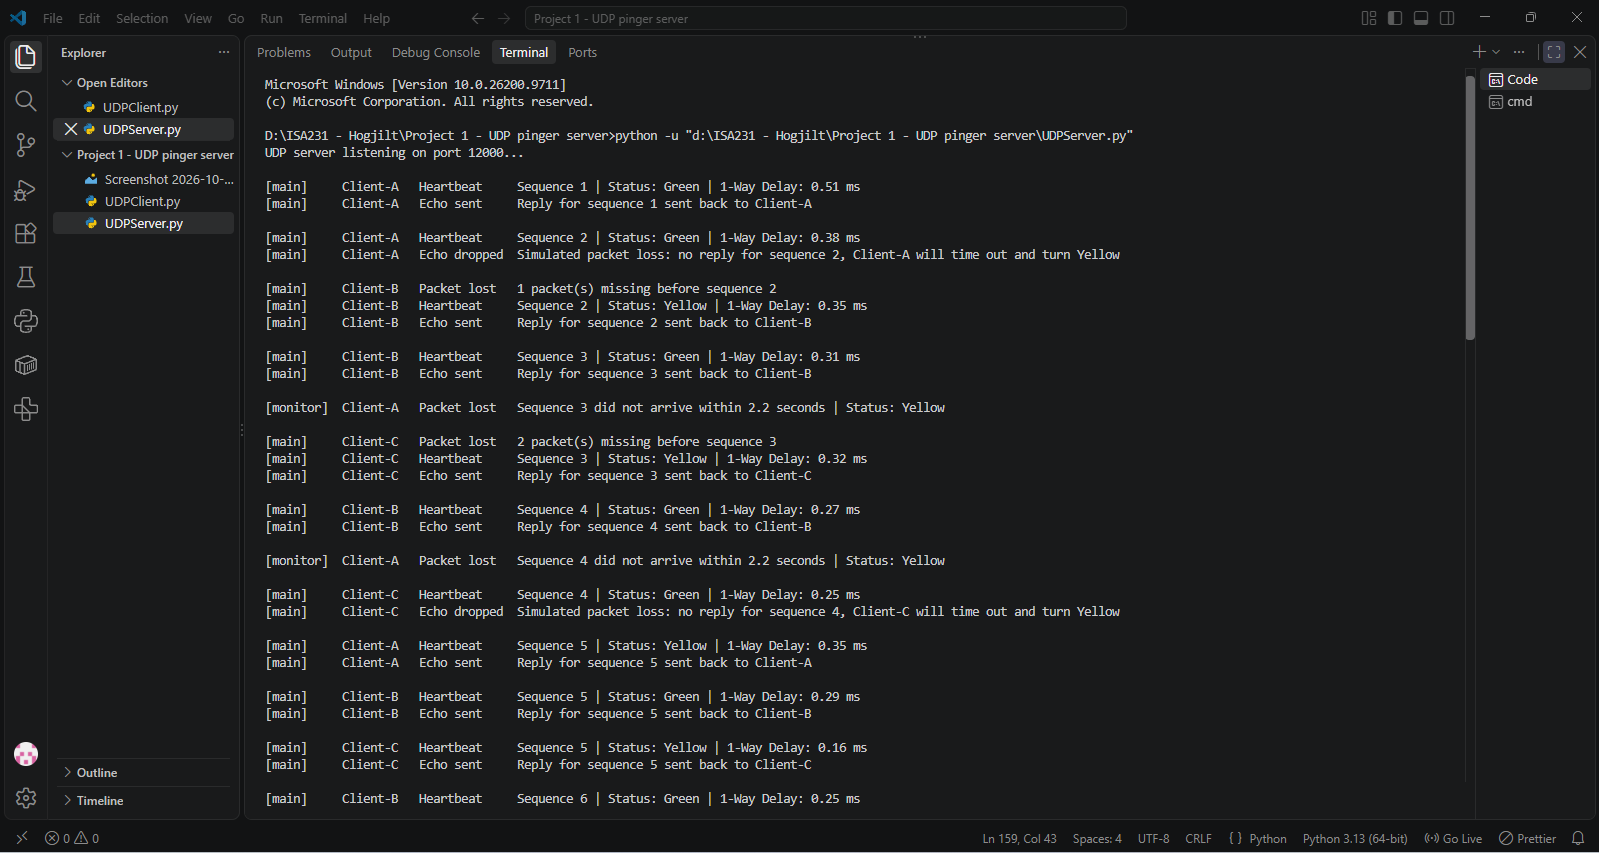 File Edit Selection View Go Run Terminal Help
Project 1 - UDP pinger server
Explorer
Open Editors
UDPClient.py
UDPServer.py
Project 1 - UDP pinger server
Screenshot 2026-10-...
UDPClient.py
UDPServer.py
Outline
Timeline
Problems Output Debug Console Terminal Ports
Code
cmd
Microsoft Windows [Version 10.0.26200.9711]
(c) Microsoft Corporation. All rights reserved.
D:\ISA231 - Hogjilt\Project 1 - UDP pinger server>python -u "d:\ISA231 - Hogjilt\Project 1 - UDP pinger server\UDPServer.py"
UDP server listening on port 12000...
[main] Client-A Heartbeat Sequence 1 | Status: Green | 1-Way Delay: 0.51 ms
[main] Client-A Echo sent Reply for sequence 1 sent back to Client-A
[main] Client-A Heartbeat Sequence 2 | Status: Green | 1-Way Delay: 0.38 ms
[main] Client-A Echo dropped Simulated packet loss: no reply for sequence 2, Client-A will time out and turn Yellow
[main] Client-B Packet lost 1 packet(s) missing before sequence 2
[main] Client-B Heartbeat Sequence 2 | Status: Yellow | 1-Way Delay: 0.35 ms
[main] Client-B Echo sent Reply for sequence 2 sent back to Client-B
[main] Client-B Heartbeat Sequence 3 | Status: Green | 1-Way Delay: 0.31 ms
[main] Client-B Echo sent Reply for sequence 3 sent back to Client-B
[monitor] Client-A Packet lost Sequence 3 did not arrive within 2.2 seconds | Status: Yellow
[main] Client-C Packet lost 2 packet(s) missing before sequence 3
[main] Client-C Heartbeat Sequence 3 | Status: Yellow | 1-Way Delay: 0.32 ms
[main] Client-C Echo sent Reply for sequence 3 sent back to Client-C
[main] Client-B Heartbeat Sequence 4 | Status: Green | 1-Way Delay: 0.27 ms
[main] Client-B Echo sent Reply for sequence 4 sent back to Client-B
[monitor] Client-A Packet lost Sequence 4 did not arrive within 2.2 seconds | Status: Yellow
[main] Client-C Heartbeat Sequence 4 | Status: Green | 1-Way Delay: 0.25 ms
[main] Client-C Echo dropped Simulated packet loss: no reply for sequence 4, Client-C will time out and turn Yellow
[main] Client-A Heartbeat Sequence 5 | Status: Yellow | 1-Way Delay: 0.35 ms
[main] Client-A Echo sent Reply for sequence 5 sent back to Client-A
[main] Client-B Heartbeat Sequence 5 | Status: Green | 1-Way Delay: 0.29 ms
[main] Client-B Echo sent Reply for sequence 5 sent back to Client-B
[main] Client-C Heartbeat Sequence 5 | Status: Yellow | 1-Way Delay: 0.16 ms
[main] Client-C Echo sent Reply for sequence 5 sent back to Client-C
[main] Client-B Heartbeat Sequence 6 | Status: Green | 1-Way Delay: 0.25 ms
0 0 Ln 159, Col 43 Spaces: 4 UTF-8 CRLF { } Python Python 3.13 (64-bit) Go Live Prettier